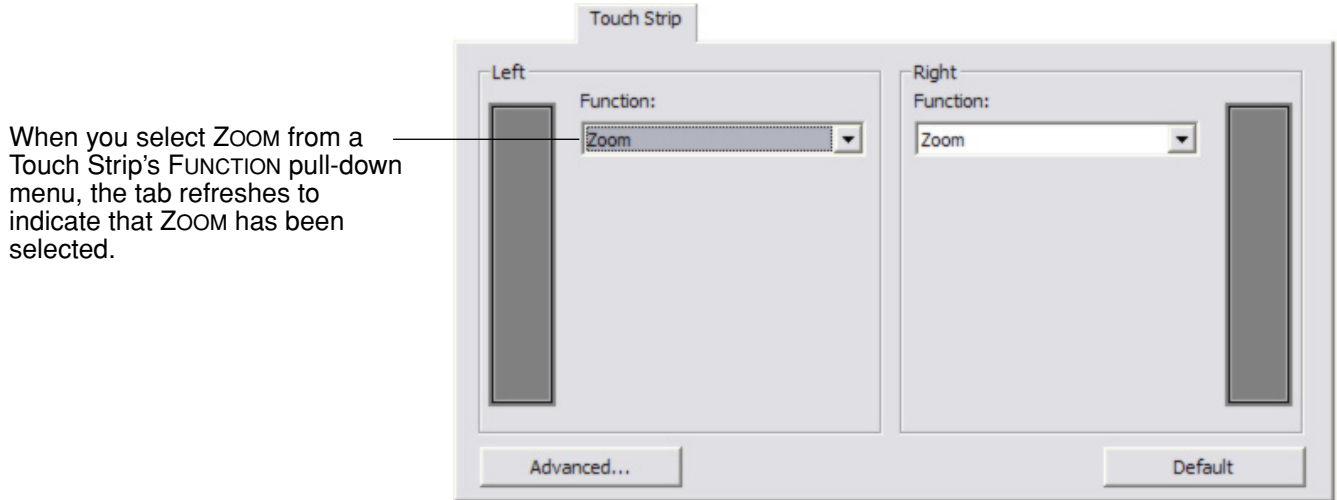 Touch Strip
Left
Function:
Zoom
Right
Function:
Zoom
When you select ZOOM from a
Touch Strip’s FUNCTION pull-down
menu, the tab refreshes to
indicate that ZOOM has been
selected.
Advanced...
Default